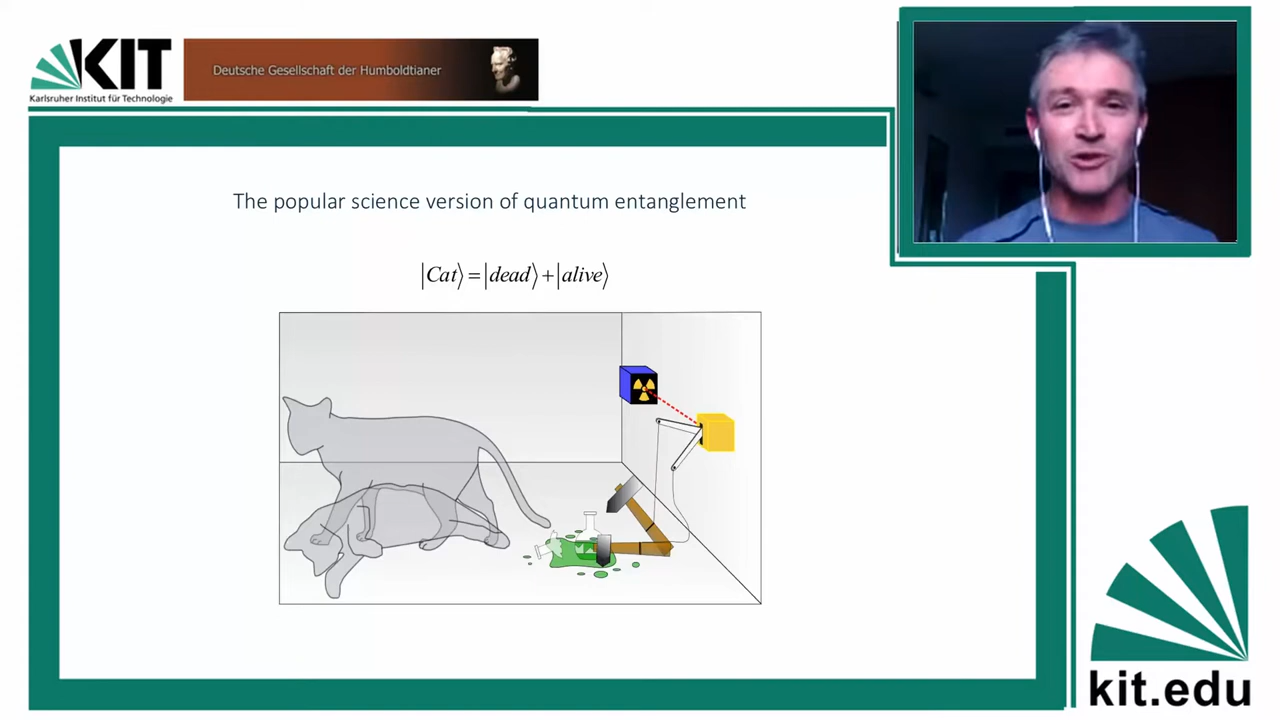 KIT
Karlsruher Institut für Technologie
Deutsche Gesellschaft der Humboldtianer
The popular science version of quantum entanglement
|Cat⟩=|dead⟩+|alive⟩
kit.edu